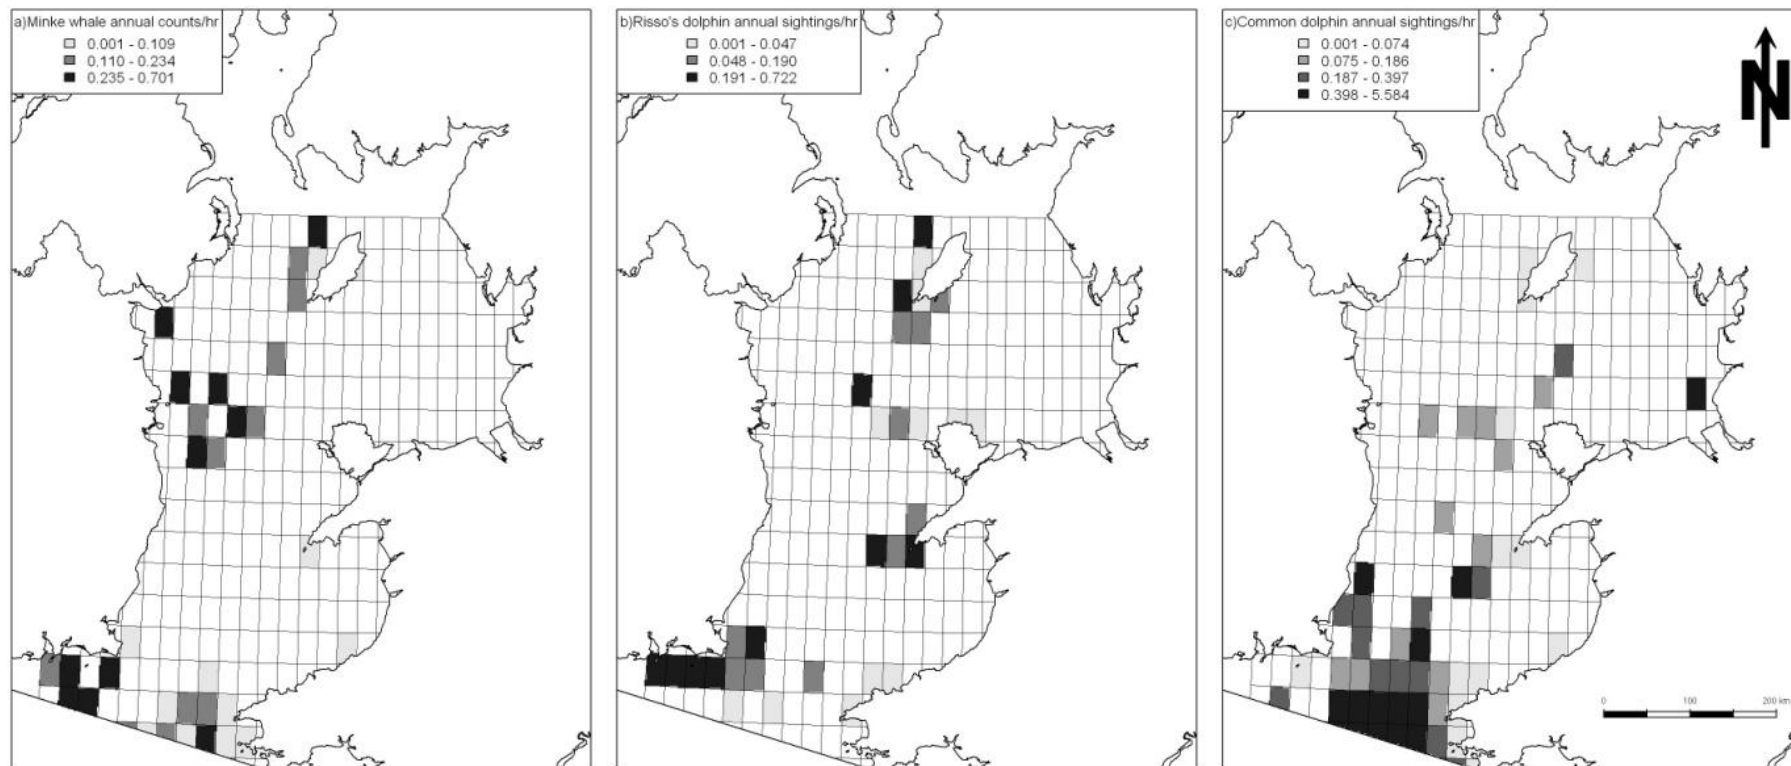 a)Minke whale annual counts/hr
0.001 - 0.109
0.110 - 0.234
0.235 - 0.701
b)Risso's dolphin annual sightings/hr
0.001 - 0.047
0.048 - 0.190
0.191 - 0.722
c)Common dolphin annual sightings/hr
0.001 - 0.074
0.075 - 0.186
0.187 - 0.397
0.398 - 5.584
N
0 100 200 km